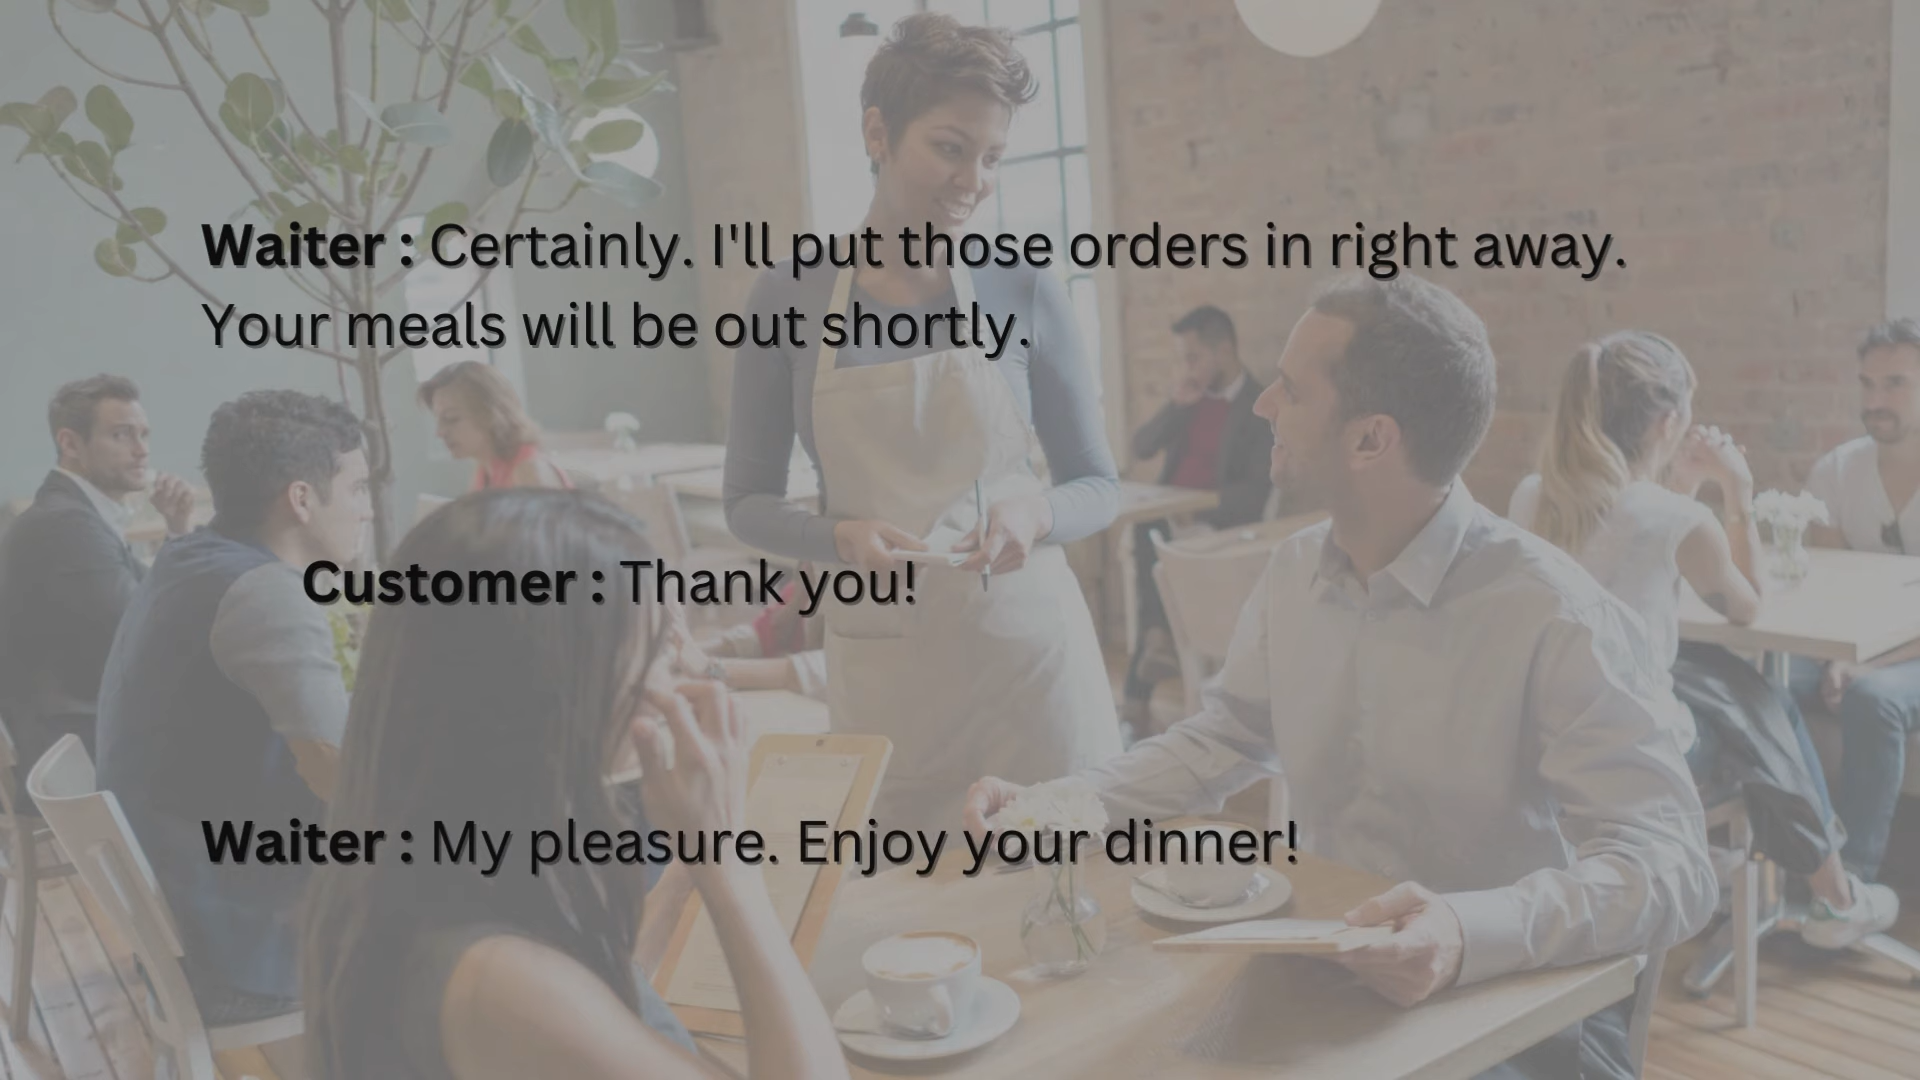 Waiter : Certainly. I'll put those orders in right away.
Your meals will be out shortly.
Customer : Thank you!
Waiter : My pleasure. Enjoy your dinner!